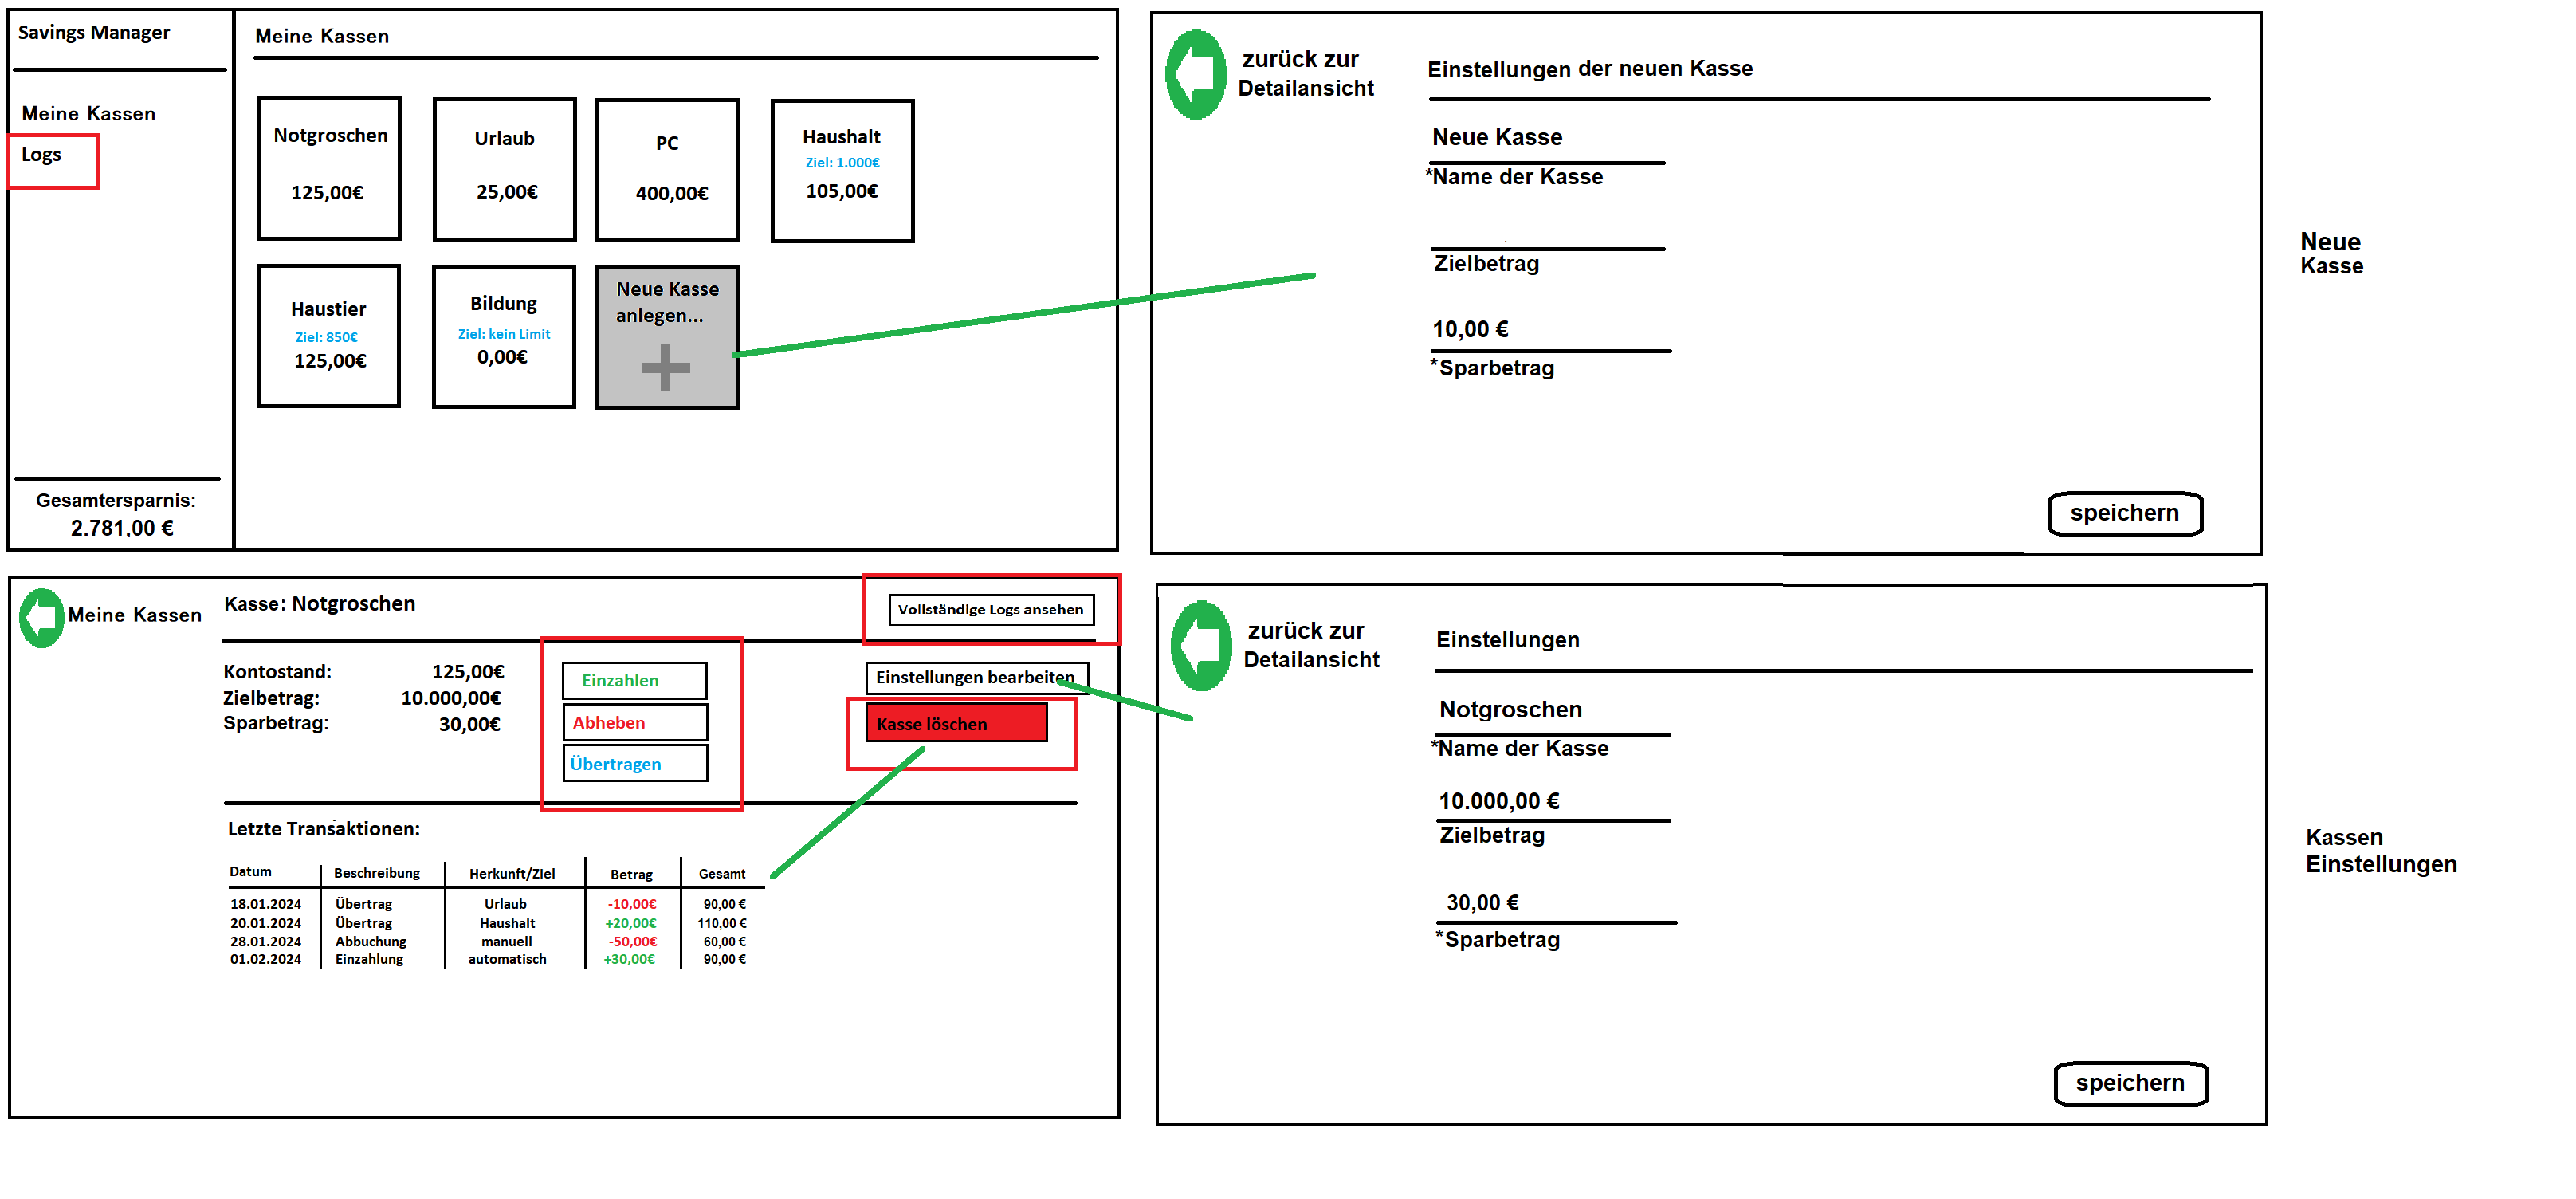 Savings Manager
Meine Kassen
Logs
Gesamtersparnis:
2.781,00 €
Meine Kassen
Notgroschen
125,00€
Urlaub
25,00€
PC
400,00€
Haushalt
Ziel: 1.000€
105,00€
Haustier
Ziel: 850€
125,00€
Bildung
Ziel: kein Limit
0,00€
Neue Kasse
anlegen...
zurück zur
Detailansicht
Einstellungen der neuen Kasse
Neue Kasse
*Name der Kasse
Zielbetrag
10,00 €
*Sparbetrag
speichern
Neue
Kasse
Meine Kassen
Kasse: Notgroschen
Vollständige Logs ansehen
Kontostand: 125,00€
Zielbetrag: 10.000,00€
Sparbetrag: 30,00€
Einzahlen
Abheben
Übertragen
Einstellungen bearbeiten
Kasse löschen
Letzte Transaktionen:
Datum Beschreibung Herkunft/Ziel Betrag Gesamt
18.01.2024 Übertrag Urlaub -10,00€ 90,00 €
20.01.2024 Übertrag Haushalt +20,00€ 110,00 €
28.01.2024 Abbuchung manuell -50,00€ 60,00 €
01.02.2024 Einzahlung automatisch +30,00€ 90,00 €
zurück zur
Detailansicht
Einstellungen
Notgroschen
*Name der Kasse
10.000,00 €
Zielbetrag
30,00 €
*Sparbetrag
speichern
Kassen
Einstellungen